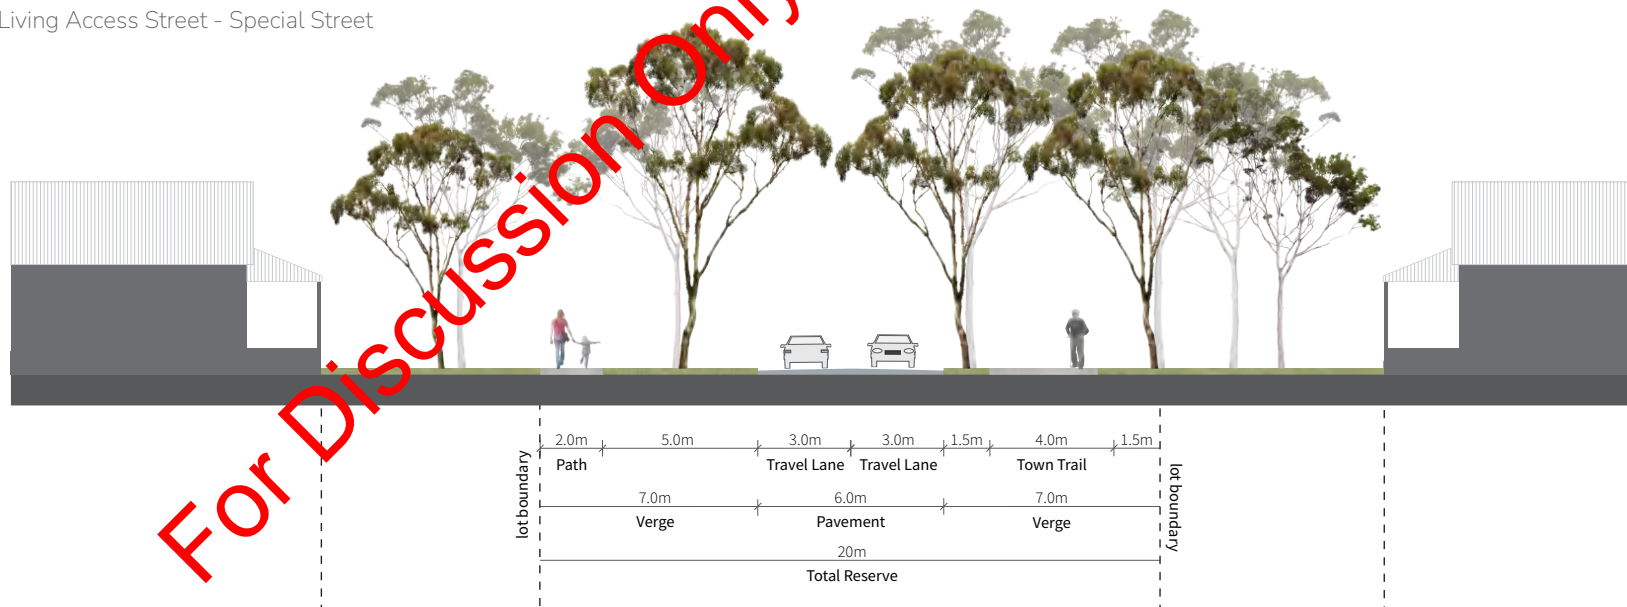 Living Access Street - Special Street
For Discussion Only
2.0m 5.0m 3.0m 3.0m 1.5m 4.0m 1.5m
Path Travel Lane Travel Lane Town Trail
lot boundary
lot boundary
7.0m 6.0m 7.0m
Verge Pavement Verge
20m
Total Reserve